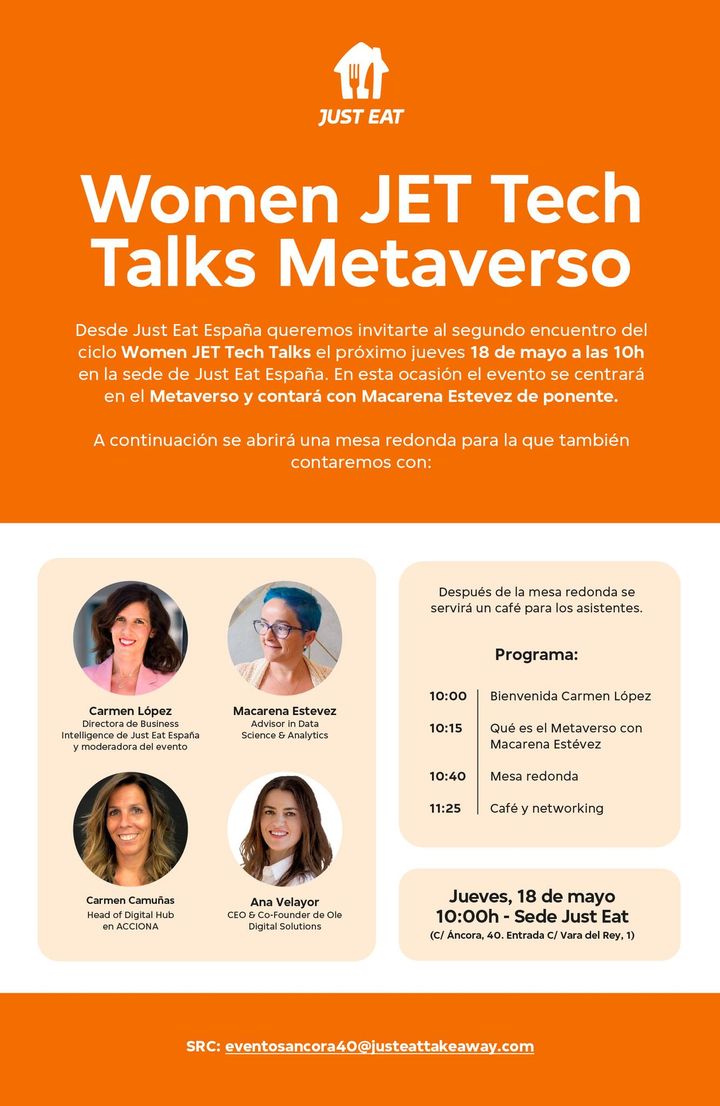 JUST EAT
Women JET Tech
Talks Metaverso
Desde Just Eat España queremos invitarte al segundo encuentro del
ciclo Women JET Tech Talks el próximo jueves 18 de mayo a las 10h
en la sede de Just Eat España. En esta ocasión el evento se centrará
en el Metaverso y contará con Macarena Estevez de ponente.
A continuación se abrirá una mesa redonda para la que también
contaremos con:
Carmen López
Directora de Business
Intelligence de Just Eat España
y moderadora del evento
Macarena Estevez
Advisor in Data
Science & Analytics
Carmen Camuñas
Head of Digital Hub
en ACCIONA
Ana Velayor
CEO & Co-Founder de Ole
Digital Solutions
Después de la mesa redonda se
servirá un café para los asistentes.
Programa:
10:00 Bienvenida Carmen López
10:15 Qué es el Metaverso con
Macarena Estévez
10:40 Mesa redonda
11:25 Café y networking
Jueves, 18 de mayo
10:00h - Sede Just Eat
(C/ Áncora, 40. Entrada C/ Vara del Rey, 1)
SRC: eventosancora40@justeattakeaway.com